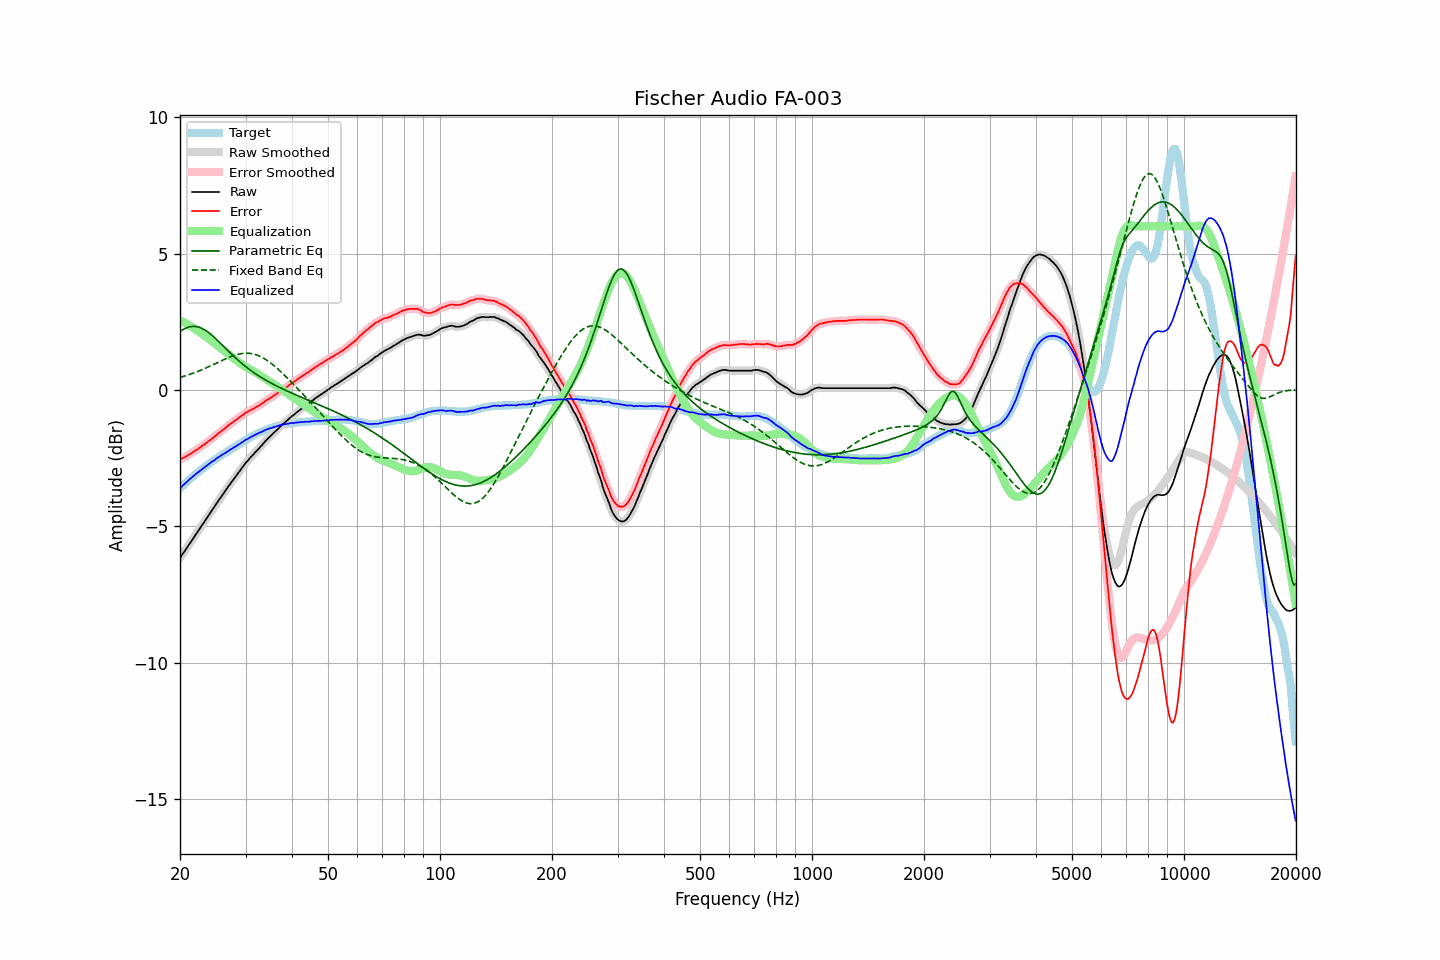 Fischer Audio FA-003
10
5
0
−5
−10
−15
Amplitude (dBr)
Target
Raw Smoothed
Error Smoothed
Raw
Error
Equalization
Parametric Eq
Fixed Band Eq
Equalized
20 50 100 200 500 1000 2000 5000 10000 20000
Frequency (Hz)